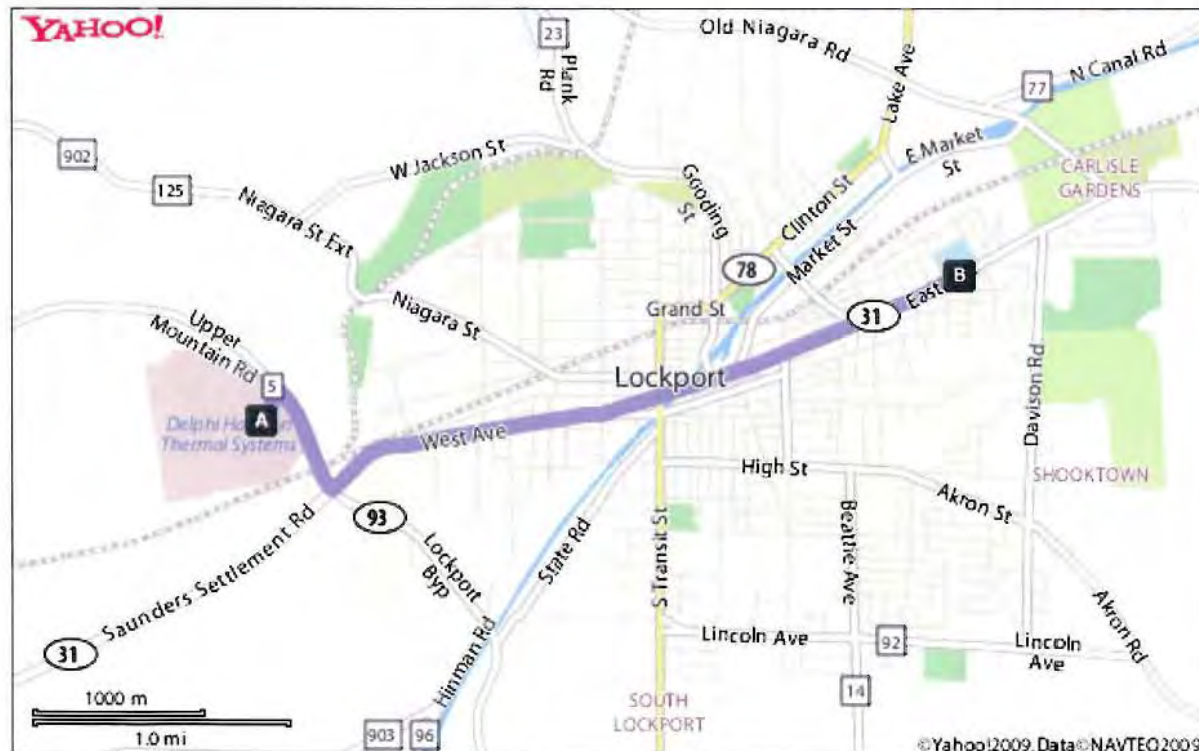 YAHOO!
23
Plank
Rd
Old Niagara Rd
Lake Ave
N Canal Rd
77
902
W Jackson St
E Market
St
CARLISLE
GARDENS
125
Niagara St Ext
Gooding
St
Clinton St
Market St
78
Grand St
B
East
31
Niagara St
Upper
Mountain Rd
5
Lockport
A
Delphi
Thermal Systems
West Ave
Davison Rd
High St
SHOOKTOWN
Akron St
93
Saunders Settlement Rd
Lockport
Byp
State Rd
S Transit St
Beattie Ave
Akron Rd
31
Hinman Rd
Lincoln Ave
92
Lincoln
Ave
14
SOUTH
LOCKPORT
1000 m
1.0 mi
903
96
©Yahoo!2009, Data©NAVTEQ2009